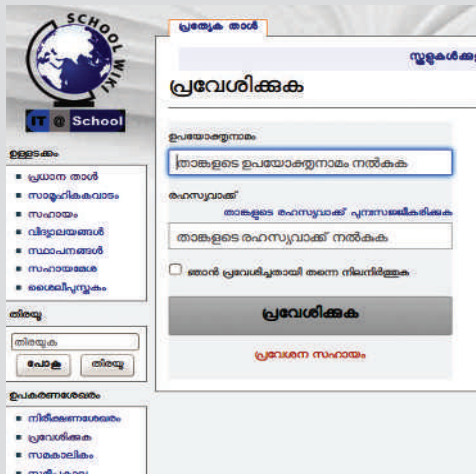 SCHOOL WIKI
IT @ School
ഉള്ളടക്കം
പ്രധാന താൾ
സാമൂഹികകവാടം
സഹായം
വിദ്യാലയങ്ങൾ
സ്ഥാപനങ്ങൾ
സഹായമേശ
ശൈലീപുസ്തകം
തിരയൂ
തിരയുക
പോകൂ തിരയൂ
ഉപകരണശേഖരം
നിരീക്ഷണശേഖരം
പ്രവേശിക്കുക
സമകാലികം
പ്രത്യേക താൾ
പ്രവേശിക്കുക
ഉപയോക്തൃനാമം
താങ്കളുടെ ഉപയോക്തൃനാമം നൽകുക
രഹസ്യവാക്ക്
താങ്കളുടെ രഹസ്യവാക്ക് പുനഃസജ്ജീകരിക്കുക
താങ്കളുടെ രഹസ്യവാക്ക് നൽകുക
ഞാൻ പ്രവേശിച്ചതായി തന്നെ നിലനിർത്തുക
പ്രവേശിക്കുക
പ്രവേശന സഹായം